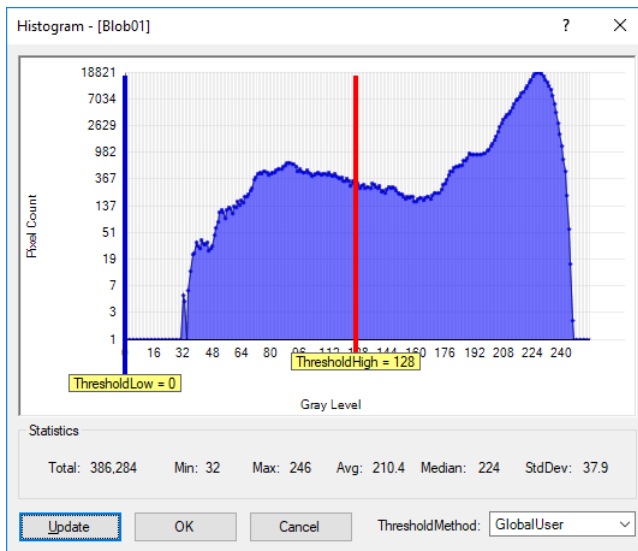 Histogram - [Blob01] ? ×
18821
7034
2629
982
367
137
51
19
7
3
1
Pixel Count
16 32 48 64 80 96 112 128 144 160 176 192 208 224 240
ThresholdHigh = 128
ThresholdLow = 0
Gray Level
Statistics
Total: 386,284 Min: 32 Max: 246 Avg: 210.4 Median: 224 StdDev: 37.9
Update OK Cancel ThresholdMethod: GlobalUser